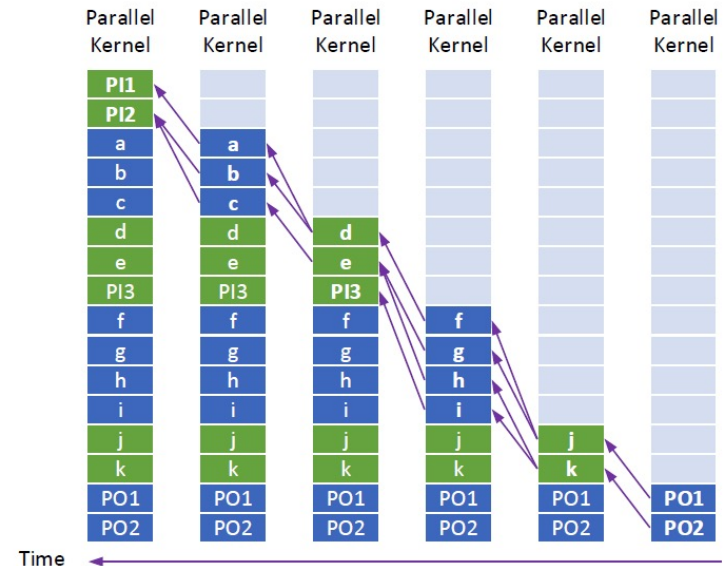 Parallel Parallel Parallel Parallel Parallel Parallel
Kernel Kernel Kernel Kernel Kernel Kernel
PI1
PI2
a a
b b
c c
d d d
e e e
PI3 PI3 PI3
f f f f
g g g g
h h h h
i i i i
j j j j j
k k k k k
PO1 PO1 PO1 PO1 PO1 PO1
PO2 PO2 PO2 PO2 PO2 PO2
Time